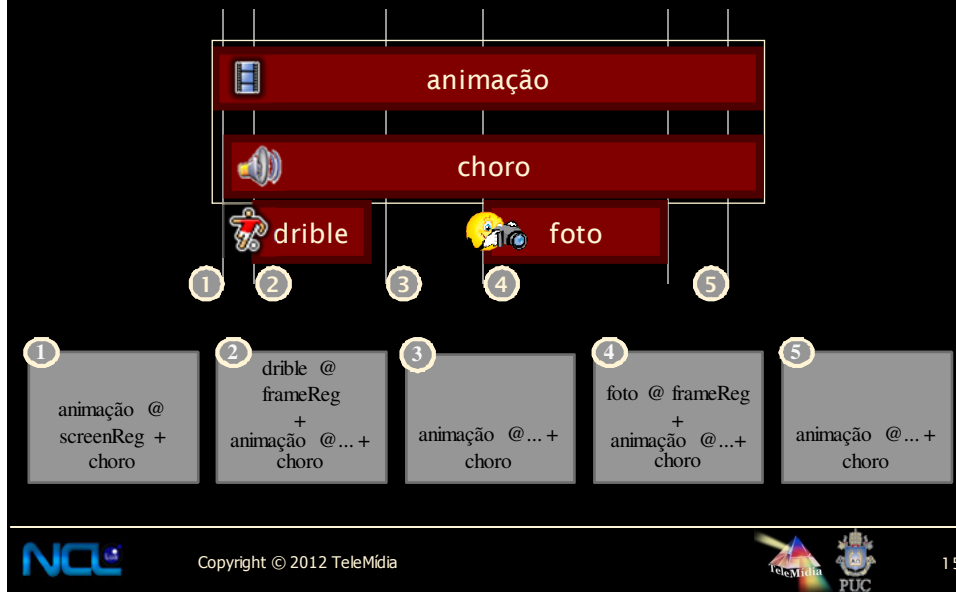 animação
choro
drible
foto
1
2
3
4
5
1
animação @
screenReg +
choro
2
drible @
frameReg
+
animação @... +
choro
3
animação @... +
choro
4
foto @ frameReg
+
animação @...+
choro
5
animação @... +
choro
NCL
Copyright © 2012 TeleMídia
TeleMídia
PUC
15